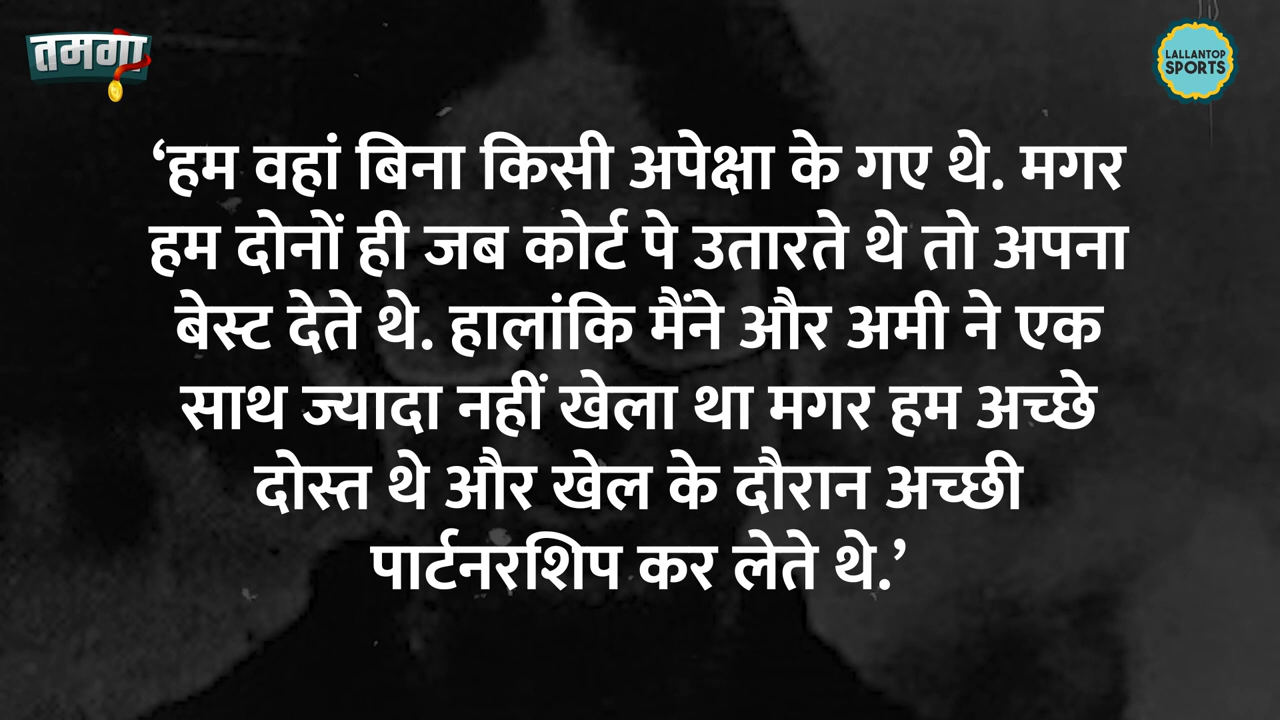 तमगा
LALLANTOP
SPORTS
‘हम वहां बिना किसी अपेक्षा के गए थे. मगर
हम दोनों ही जब कोर्ट पे उतारते थे तो अपना
बेस्ट देते थे. हालांकि मैंने और अमी ने एक
साथ ज्यादा नहीं खेला था मगर हम अच्छे
दोस्त थे और खेल के दौरान अच्छी
पार्टनरशिप कर लेते थे.’